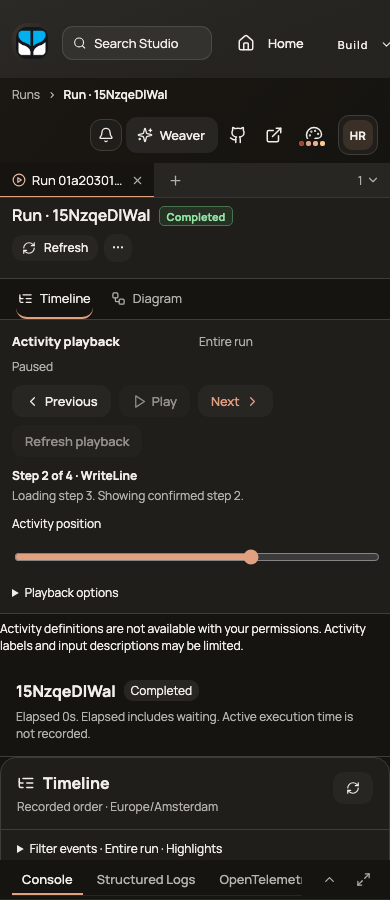 Search Studio
Home
Build
Runs › Run · 15NzqeDIWal
Weaver
HR
Run 01a20301...
1
Run · 15NzqeDIWal
Completed
Refresh
Timeline
Diagram
Activity playback
Entire run
Paused
Previous
Play
Next
Refresh playback
Step 2 of 4 · WriteLine
Loading step 3. Showing confirmed step 2.
Activity position
Playback options
Activity definitions are not available with your permissions. Activity
labels and input descriptions may be limited.
15NzqeDIWal
Completed
Elapsed 0s. Elapsed includes waiting. Active execution time is
not recorded.
Timeline
Recorded order · Europe/Amsterdam
Filter events · Entire run · Highlights
Console
Structured Logs
OpenTelemet